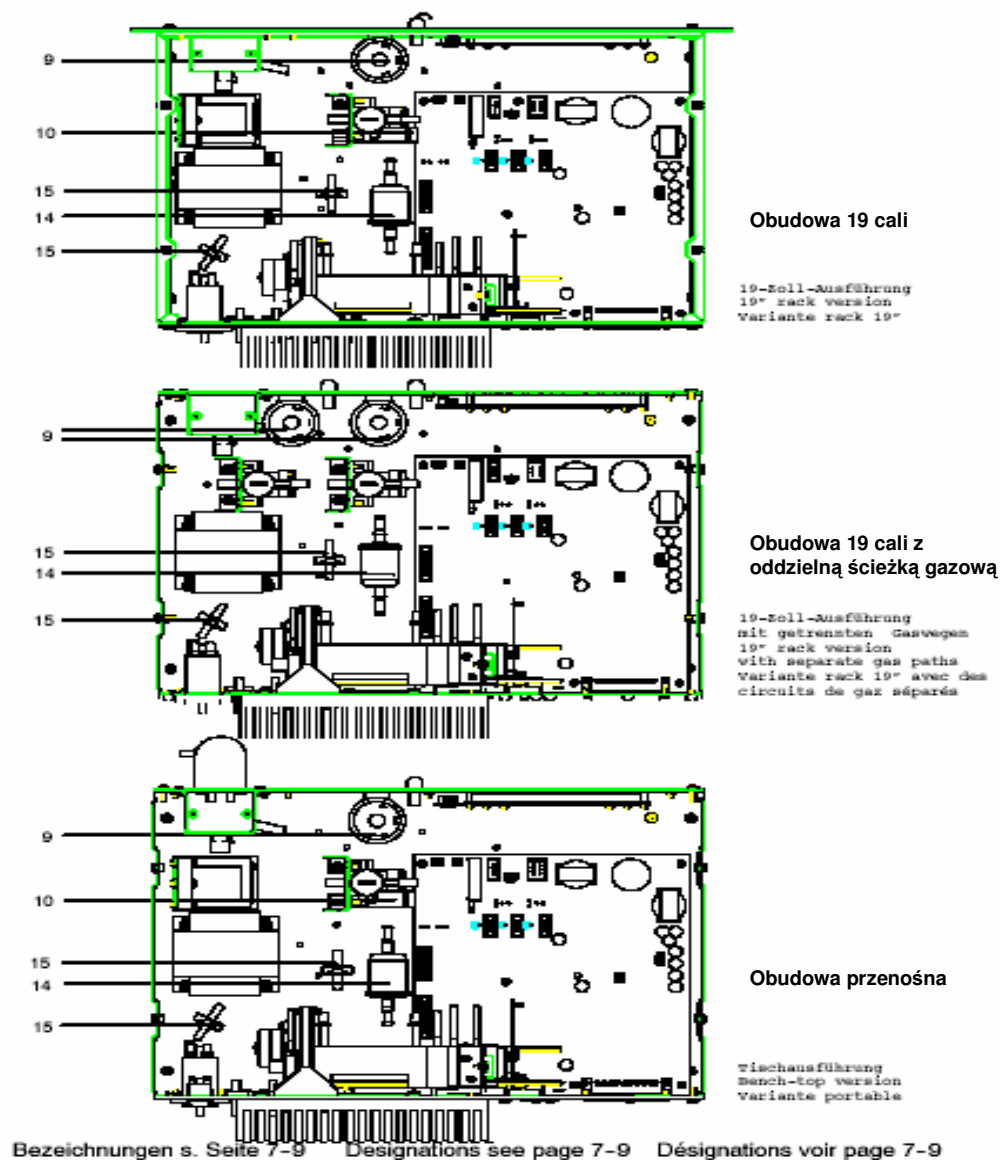 9
10
15
14
15
Obudowa 19 cali
19-Zoll-Ausführung
19" rack version
Variante rack 19"
9
15
14
15
Obudowa 19 cali z
oddzielną ścieżką gazową
19-Zoll-Ausführung
mit getrennten Gaswegen
19" rack version
with separate gas paths
Variante rack 19" avec des
circuits de gaz séparés
9
10
15
14
15
Obudowa przenośna
Tischausführung
Bench-top version
Variante portable
Bezeichnungen s. Seite 7-9 Designations see page 7-9 Désignations voir page 7-9